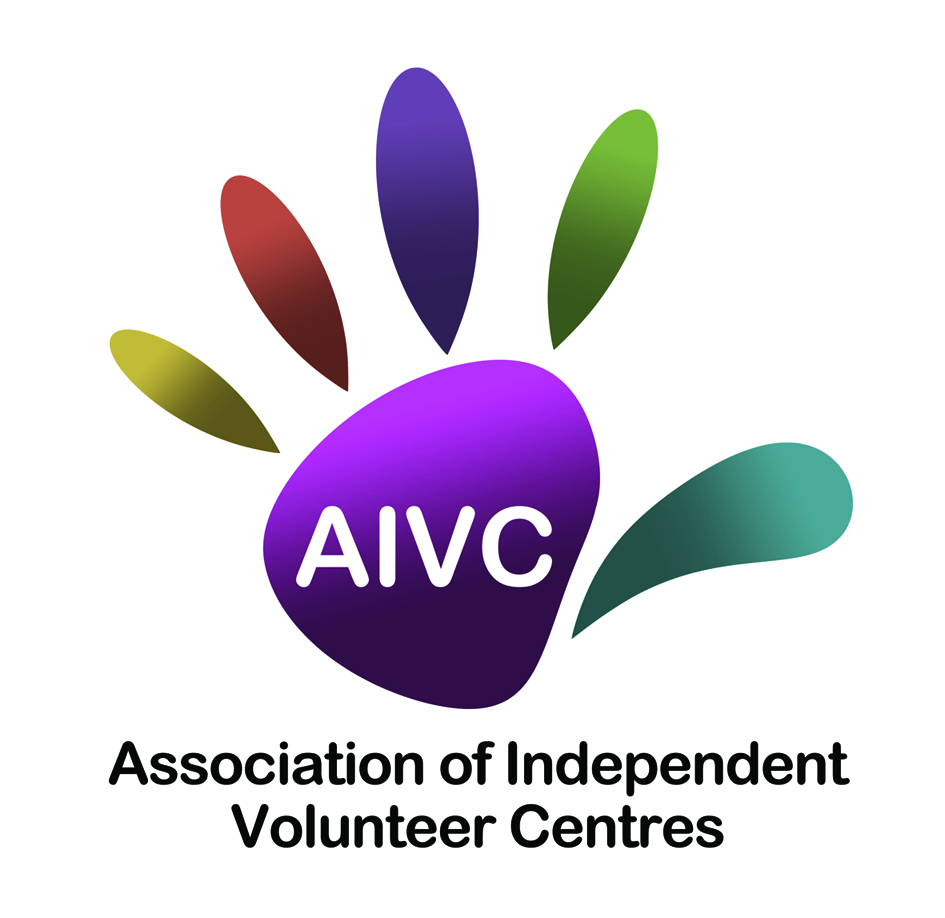 AIVC
Association of Independent
Volunteer Centres